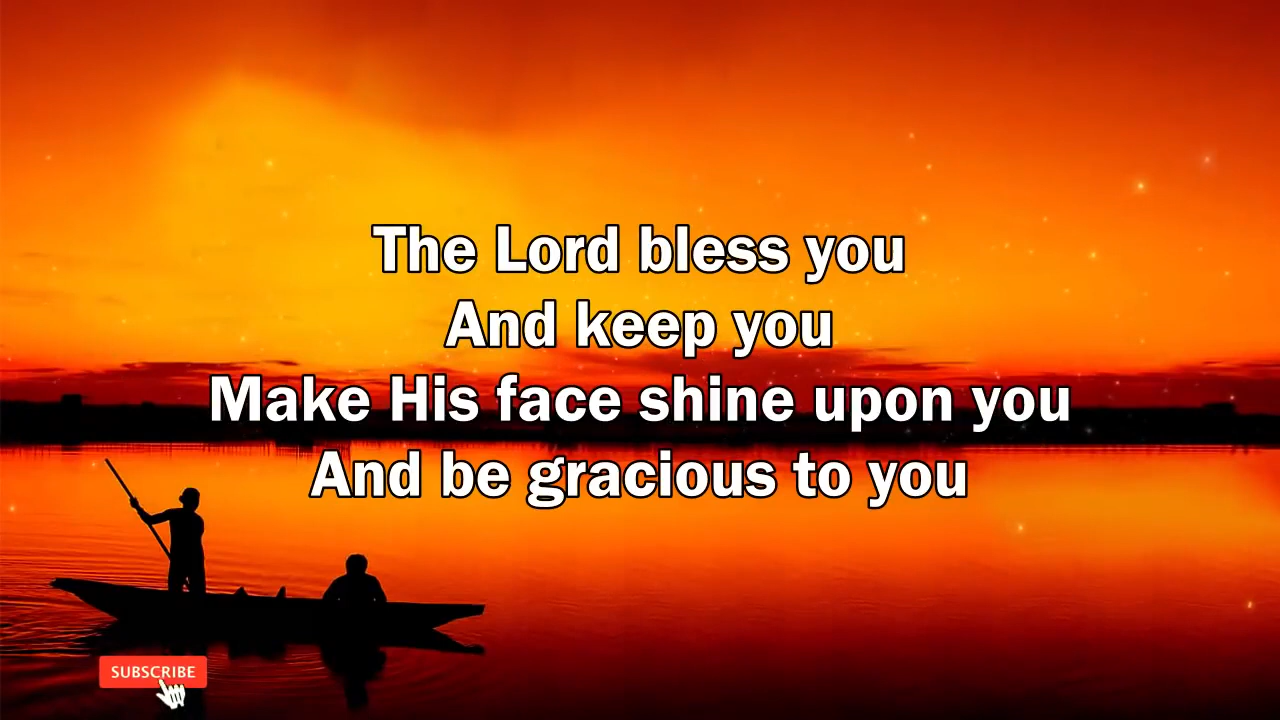 The Lord bless you
And keep you
Make His face shine upon you
And be gracious to you
SUBSCRIBE